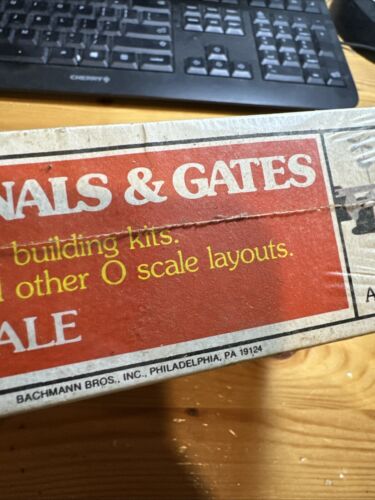 CHERRY
NALS & GATES
building kits.
other O scale layouts.
ALE
A
BACHMANN BROS., INC., PHILADELPHIA, PA 19124